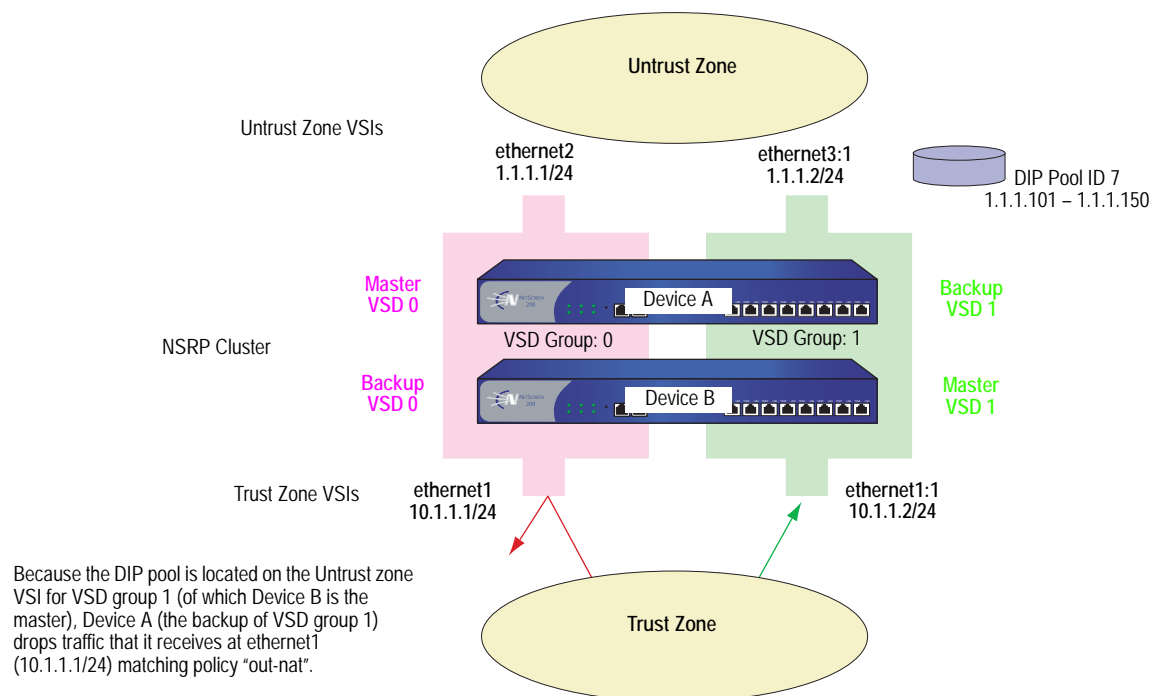 Untrust Zone
Untrust Zone VSIs
ethernet2
1.1.1.1/24
ethernet3:1
1.1.1.2/24
DIP Pool ID 7
1.1.1.101 – 1.1.1.150
Master
VSD 0
NETSCREEN
208
Device A
Backup
VSD 1
NSRP Cluster
VSD Group: 0
VSD Group: 1
Backup
VSD 0
NETSCREEN
208
Device B
Master
VSD 1
Trust Zone VSIs
ethernet1
10.1.1.1/24
ethernet1:1
10.1.1.2/24
Because the DIP pool is located on the Untrust zone
VSI for VSD group 1 (of which Device B is the
master), Device A (the backup of VSD group 1)
drops traffic that it receives at ethernet1
(10.1.1.1/24) matching policy “out-nat”.
Trust Zone